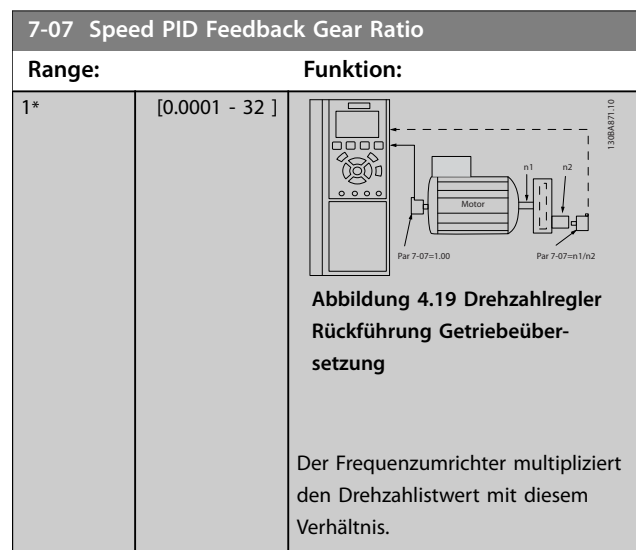 7-07 Speed PID Feedback Gear Ratio
Range: Funktion:
1* [0.0001 - 32 ]
130BA871.10
n1 n2
Motor
Par 7-07=1.00 Par 7-07=n1/n2
Abbildung 4.19 Drehzahlregler
Rückführung Getriebeüber-
setzung
Der Frequenzumrichter multipliziert
den Drehzahlistwert mit diesem
Verhältnis.